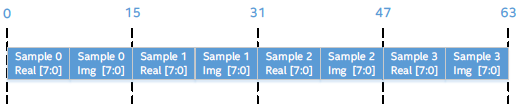 0 15 31 47 63
Sample 0 Sample 0 Sample 1 Sample 1 Sample 2 Sample 2 Sample 3 Sample 3
Real [7:0] Img [7:0] Real [7:0] Img [7:0] Real [7:0] Img [7:0] Real [7:0] Img [7:0]